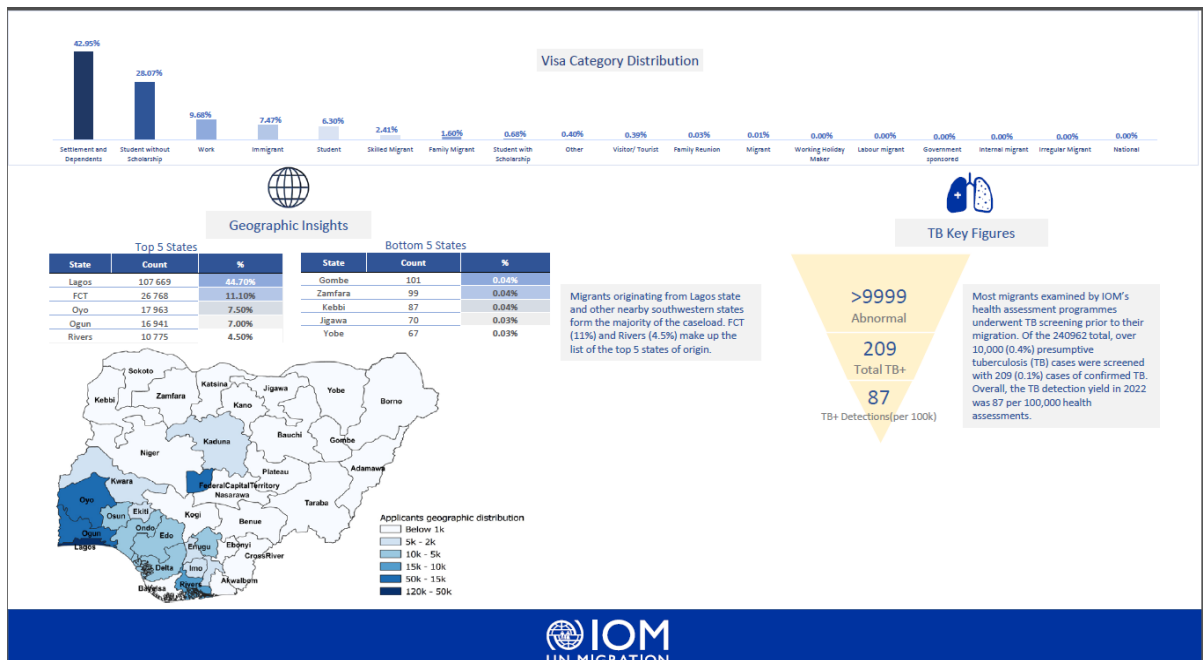 Visa Category Distribution
42.95%
28.07%
9.68%
7.47%
6.30%
2.41%
1.60%
0.68%
0.40%
0.39%
0.03%
0.01%
0.00%
0.00%
0.00%
0.00%
0.00%
0.00%
Settlement and
Dependents
Student without
Scholarship
Work
Immigrant
Student
Skilled Migrant
Family Migrant
Student with
Scholarship
Other
Visitor/ Tourist
Family Reunion
Migrant
Working Holiday
Maker
Labour migrant
Government
sponsored
Internal migrant
Irregular Migrant
National
Geographic Insights
Top 5 States
State Count %
Lagos 107 669 44.70%
FCT 26 768 11.10%
Oyo 17 963 7.50%
Ogun 16 941 7.00%
Rivers 10 775 4.50%
Bottom 5 States
State Count %
Gombe 101 0.04%
Zamfara 99 0.04%
Kebbi 87 0.04%
Jigawa 70 0.03%
Yobe 67 0.03%
Migrants originating from Lagos state
and other nearby southwestern states
form the majority of the caseload. FCT
(11%) and Rivers (4.5%) make up the
list of the top 5 states of origin.
TB Key Figures
>9999
Abnormal
209
Total TB+
87
TB+ Detections(per 100k)
Most migrants examined by IOM's
health assessment programmes
underwent TB screening prior to their
migration. Of the 240962 total, over
10,000 (0.4%) presumptive
tuberculosis (TB) cases were screened
with 209 (0.1%) cases of confirmed TB.
Overall, the TB detection yield in 2022
was 87 per 100,000 health
assessments.
Sokoto
Katsina
Jigawa
Yobe
Borno
Kebbi
Zamfara
Kano
Kaduna
Bauchi
Gombe
Niger
Plateau
Adamawa
FederalCapitalTerritory
Nasarawa
Taraba
Kwara
Oyo
Ekiti
Kogi
Benue
Osun
Ondo
Edo
Ogun
Lagos
Enugu
Ebonyi
CrossRiver
Delta
Imo
AkwaIbom
Bayelsa
Rivers
Applicants geographic distribution
Below 1k
5k - 2k
10k - 5k
15k - 10k
50k - 15k
120k - 50k
IOM
UN MIGRATION